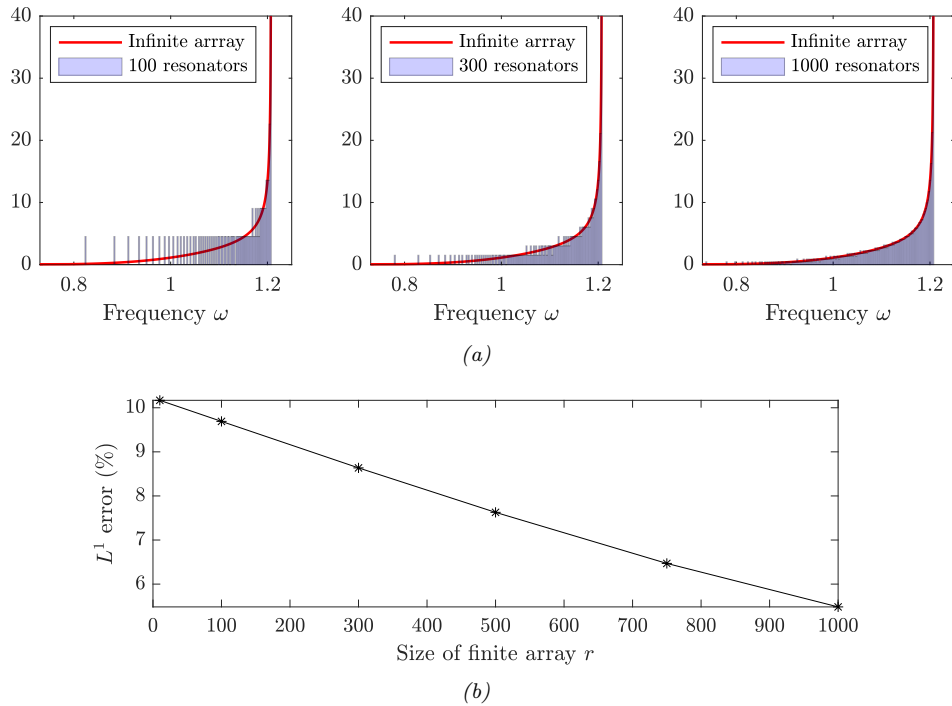 40
30
20
10
0
Infinite arrray
100 resonators
0.8 1 1.2
Frequency ω
40
30
20
10
0
Infinite arrray
300 resonators
0.8 1 1.2
Frequency ω
40
30
20
10
0
Infinite arrray
1000 resonators
0.8 1 1.2
Frequency ω
(a)
10
9
8
7
6
L¹ error (%)
0 100 200 300 400 500 600 700 800 900 1000
Size of finite array r
(b)